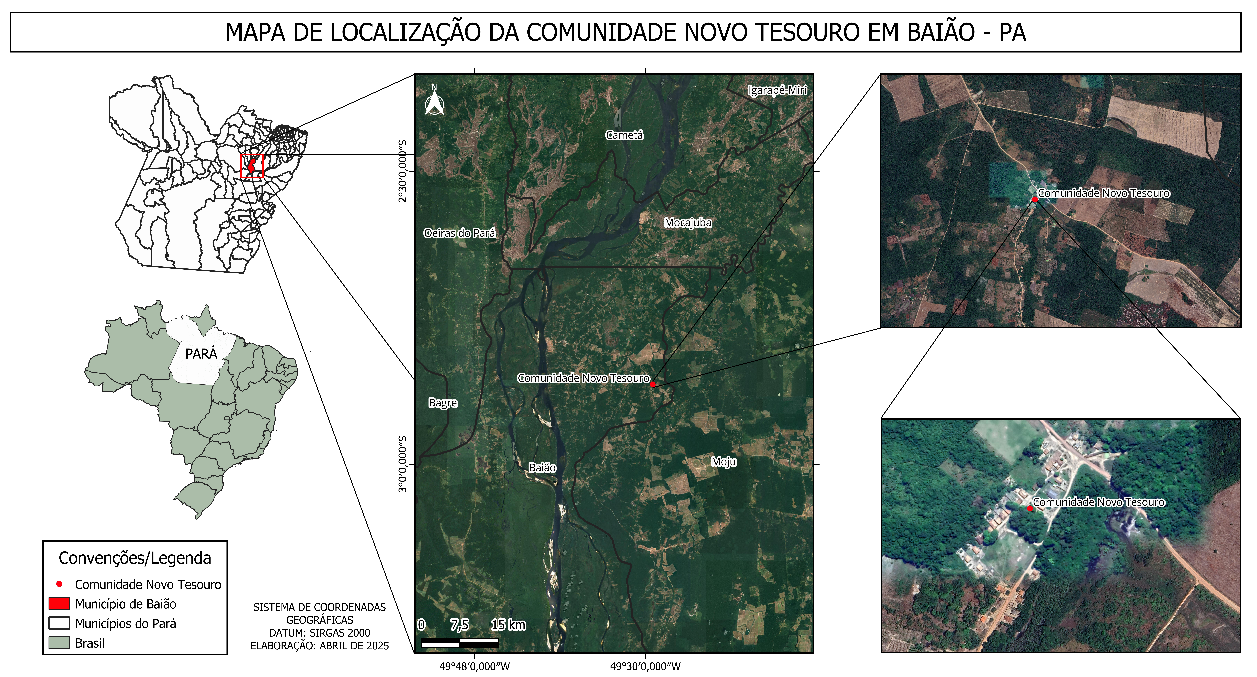 MAPA DE LOCALIZAÇÃO DA COMUNIDADE NOVO TESOURO EM BAIÃO - PA
N
Igarapé-Miri
Cametá
2°30'0,000"S
Oeiras do Pará
Mocajuba
Comunidade Novo Tesouro
PARÁ
Comunidade Novo Tesouro
Bagre
3°0'0,000"S
Baião
Moju
Comunidade Novo Tesouro
Convenções/Legenda
Comunidade Novo Tesouro
Município de Baião
Municípios do Pará
Brasil
SISTEMA DE COORDENADAS
GEOGRÁFICAS
DATUM: SIRGAS 2000
ELABORAÇÃO: ABRIL DE 2025
0 7,5 15 km
49°48'0,000"W
49°30'0,000"W